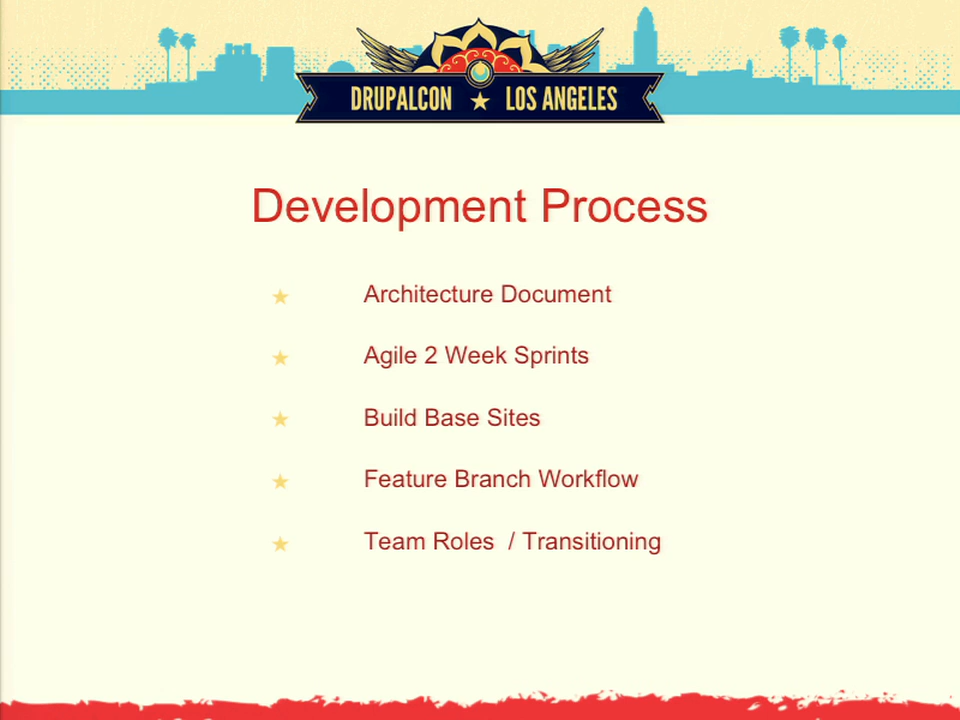 DRUPALCON ★ LOS ANGELES
Development Process
★ Architecture Document
★ Agile 2 Week Sprints
★ Build Base Sites
★ Feature Branch Workflow
★ Team Roles / Transitioning